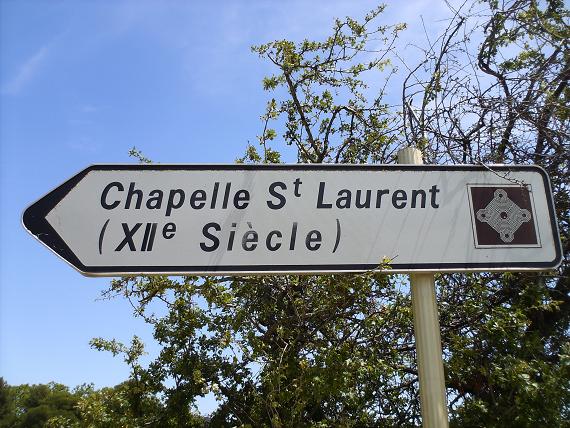 Chapelle St Laurent
(XIIe Siècle)